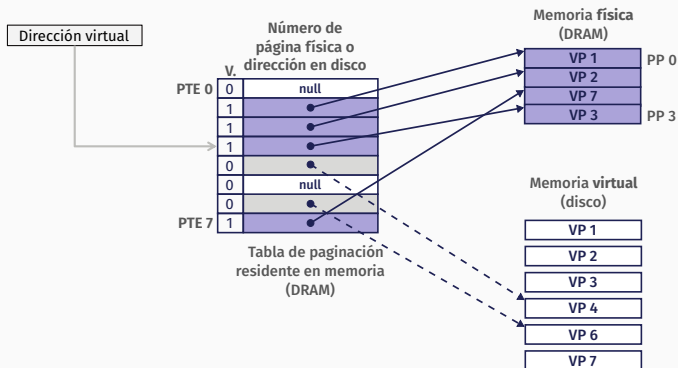 Dirección virtual
Número de
página física o
dirección en disco
V.
PTE 0
0
null
1
1
1
0
0
null
0
PTE 7
1
Tabla de paginación
residente en memoria
(DRAM)
Memoria física
(DRAM)
VP 1
PP 0
VP 2
VP 7
VP 3
PP 3
Memoria virtual
(disco)
VP 1
VP 2
VP 3
VP 4
VP 6
VP 7